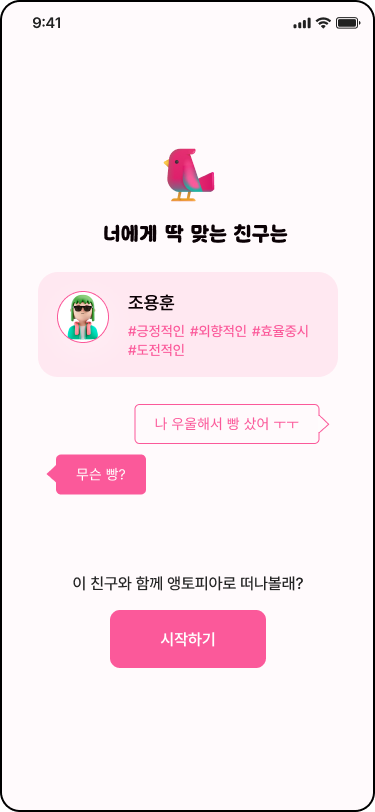 9:41
너에게 딱 맞는 친구는
조용훈
#긍정적인 #외향적인 #효율중시
#도전적인
나 우울해서 빵 샀어 ㅜㅜ
무슨 빵?
이 친구와 함께 앵토피아로 떠나볼래?
시작하기